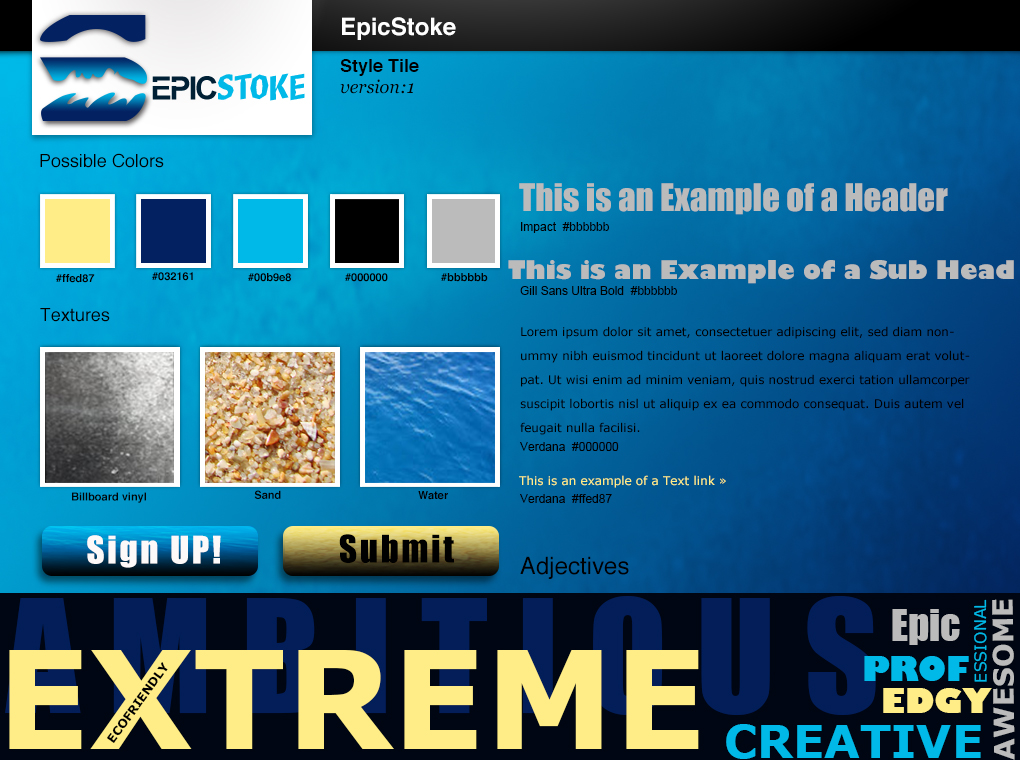 EpicStoke
EPICSTOKE
Style Tile
version:1
Possible Colors
#ffed87
#032161
#00b9e8
#000000
#bbbbbb
Textures
Billboard vinyl
Sand
Water
Sign UP!
Submit
This is an Example of a Header
Impact #bbbbbb
This is an Example of a Sub Head
Gill Sans Ultra Bold #bbbbbb
Lorem ipsum dolor sit amet, consectetuer adipiscing elit, sed diam non-
ummy nibh euismod tincidunt ut laoreet dolore magna aliquam erat volut-
pat. Ut wisi enim ad minim veniam, quis nostrud exerci tation ullamcorper
suscipit lobortis nisl ut aliquip ex ea commodo consequat. Duis autem vel
feugait nulla facilisi.
Verdana #000000
This is an example of a Text link »
Verdana #ffed87
Adjectives
AMBITIOUS
EXTREME
ECOFRIENDLY
Epic
PROF
ESSIONAL
EDGY
CREATIVE
AWESOME